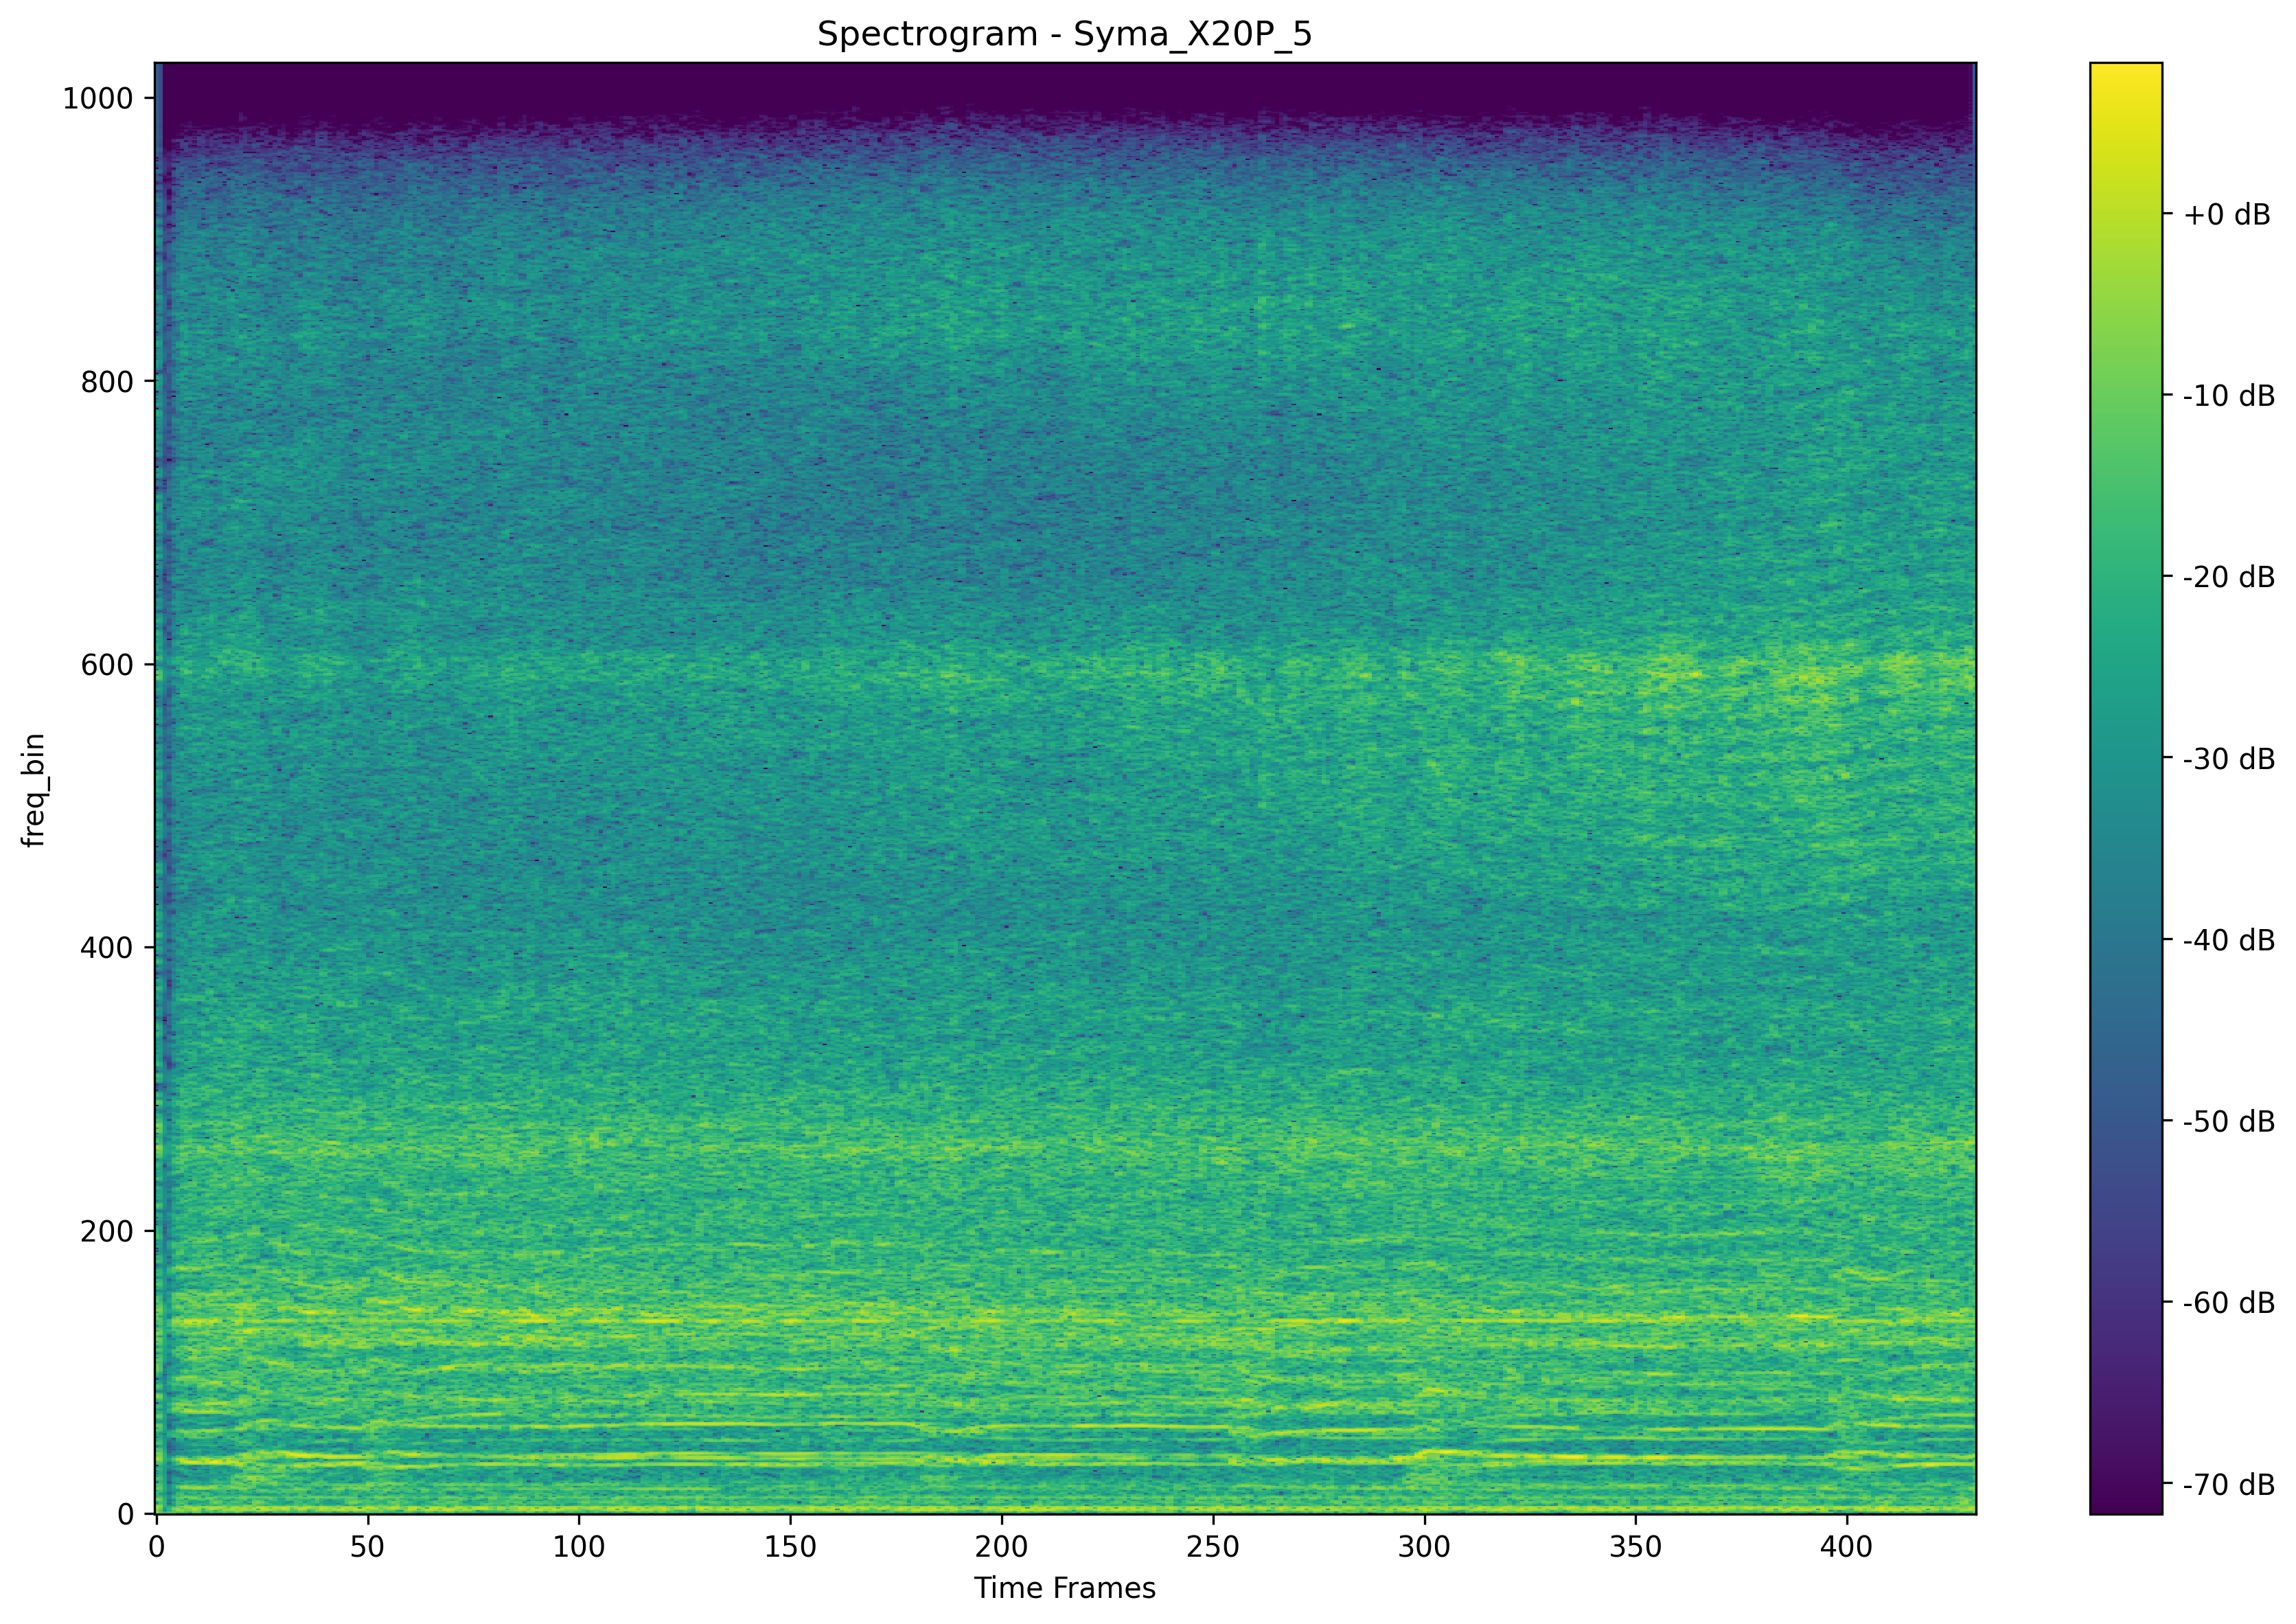 Spectrogram - Syma_X20P_5
1000
800
600
400
200
0
freq_bin
0 50 100 150 200 250 300 350 400
Time Frames
+0 dB
-10 dB
-20 dB
-30 dB
-40 dB
-50 dB
-60 dB
-70 dB